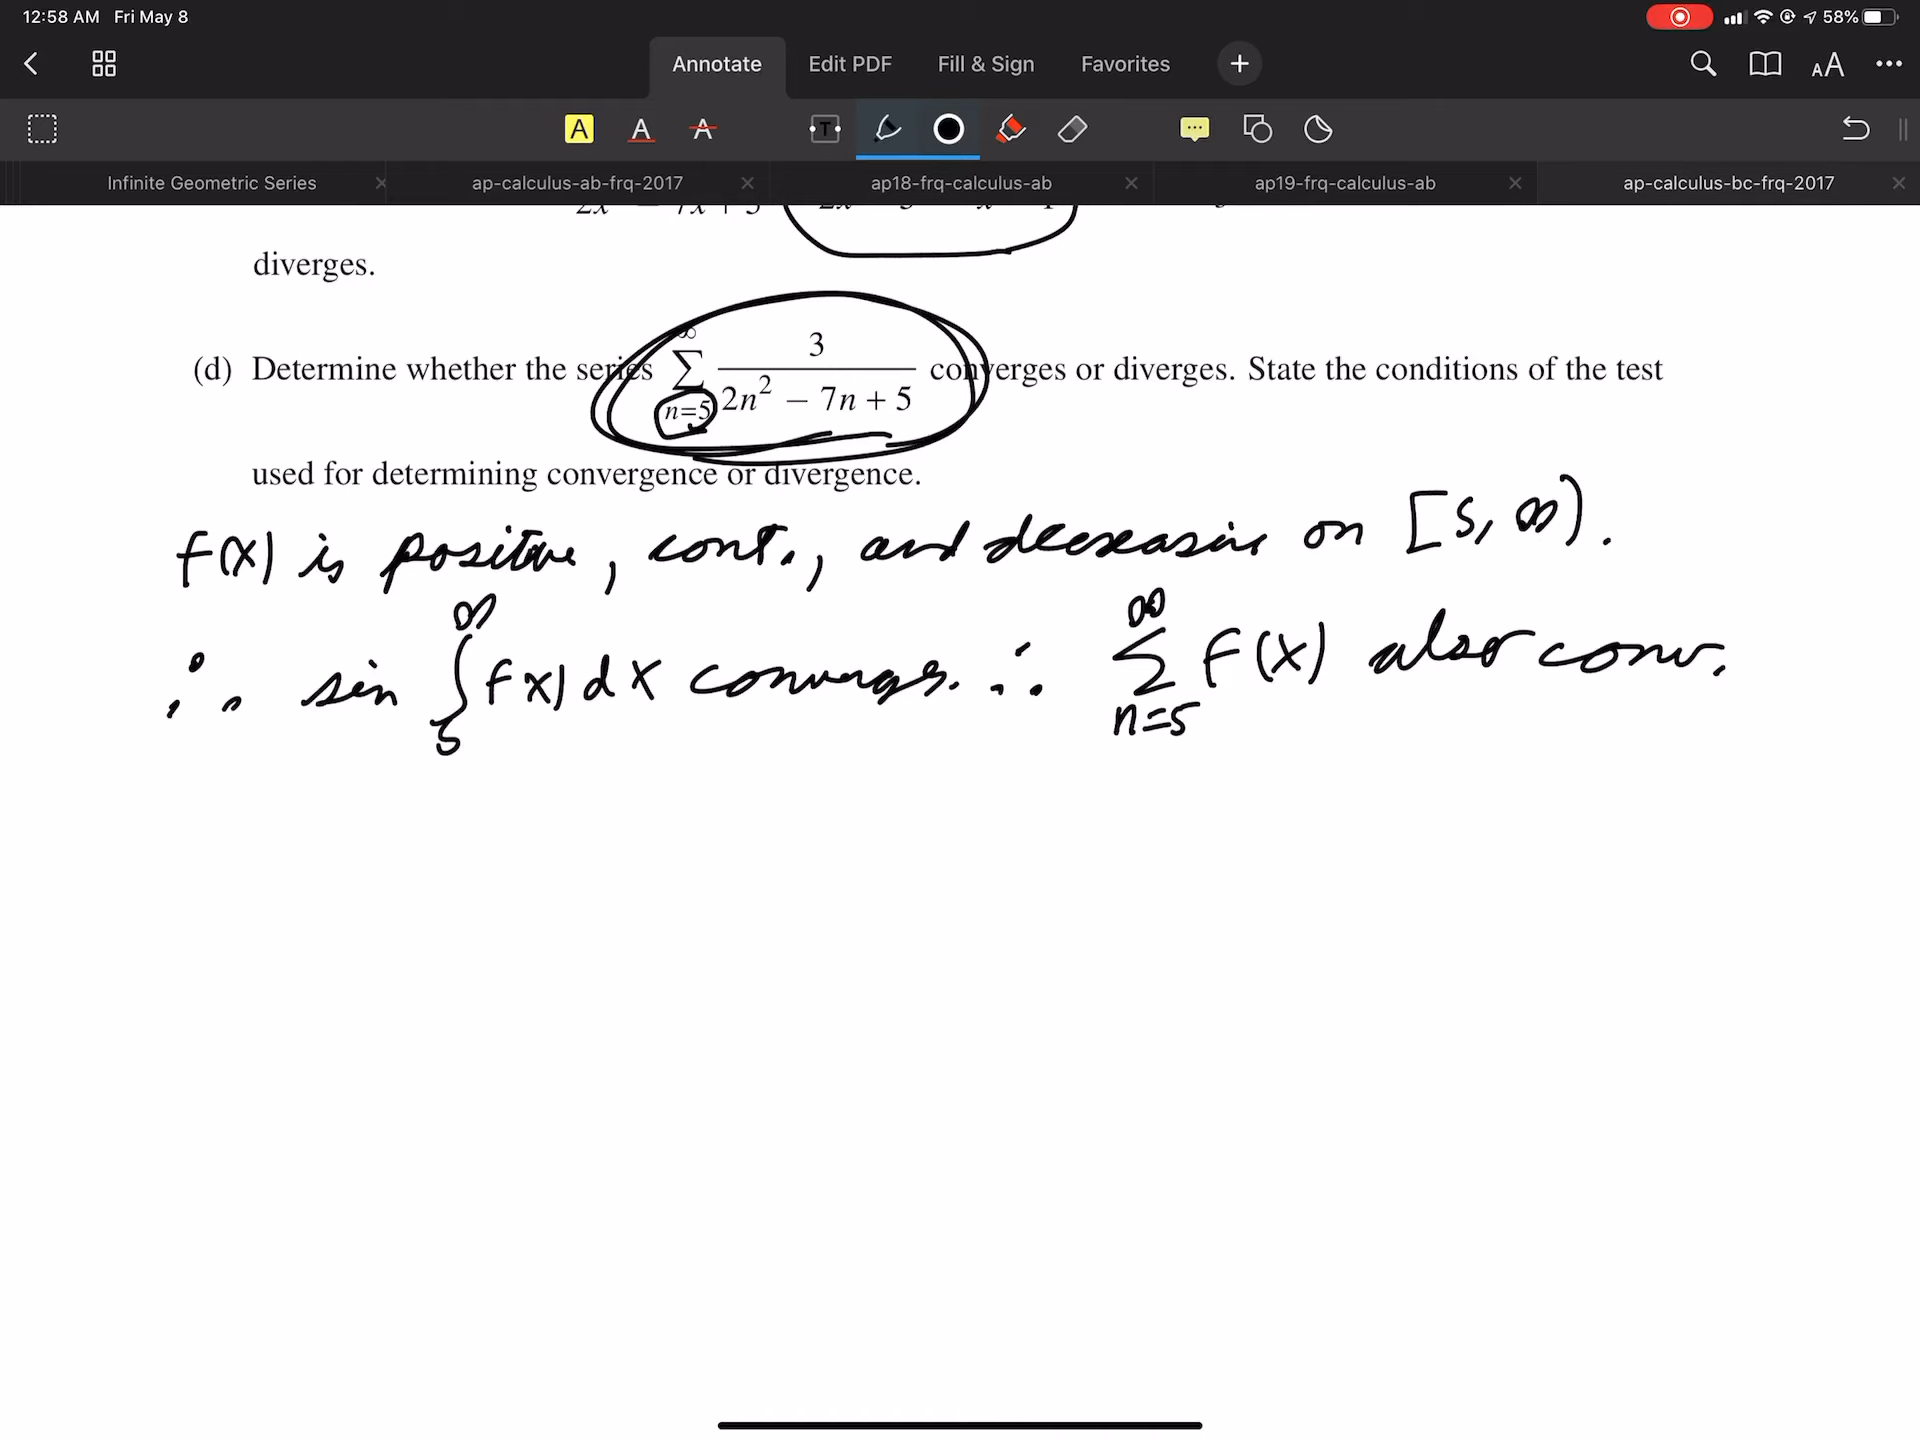 12:58 AM Fri May 8 58%
Annotate Edit PDF Fill & Sign Favorites
Infinite Geometric Series ap-calculus-ab-frq-2017 ap18-frq-calculus-ab ap19-frq-calculus-ab ap-calculus-bc-frq-2017
diverges.
(d) Determine whether the series ∑_{n=5}^{∞} 3/(2n² − 7n + 5) converges or diverges. State the conditions of the test
used for determining convergence or divergence.
f(x) is positive, cont., and decreasing on [5, ∞).
∴ sin ∫_5^∞ f x) dx converges. ∴ ∑_{n=5}^{∞} f(x) also conv.